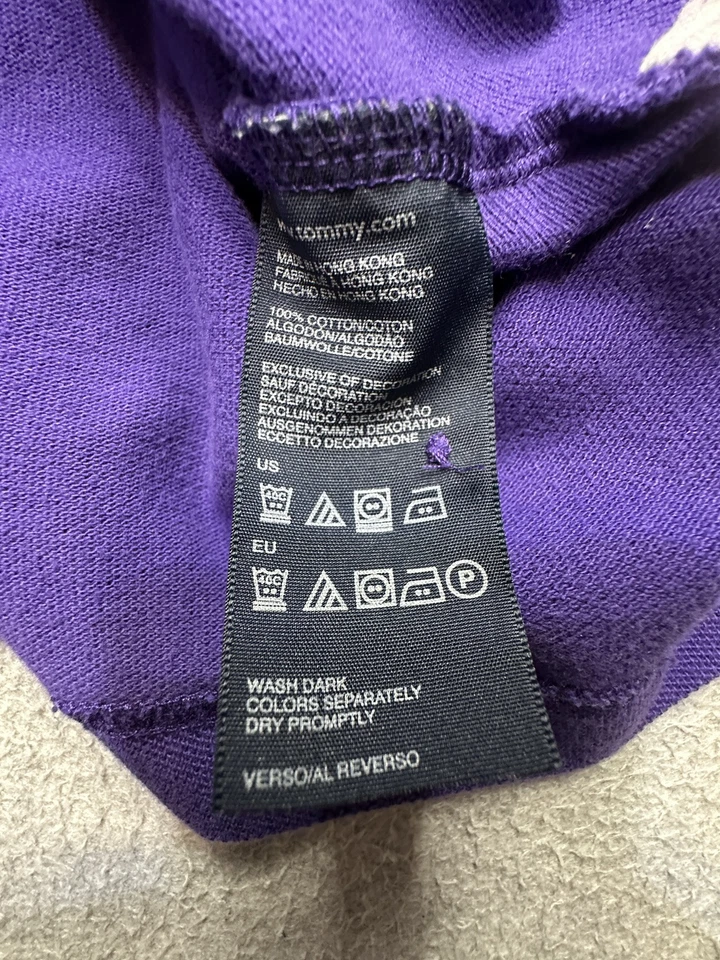 .tommy.com
MADE HONG KONG
FABRIQUÉ HONG KONG
HECHO EN HONG KONG
100% COTTON/COTON
ALGODÓN/ALGODÃO
BAUMWOLLE/COTONE
EXCLUSIVE OF DECORATION
SAUF DÉCORATION
EXCEPTO DECORACIÓN
EXCLUINDO A DECORAÇÃO
AUSGENOMMEN DEKORATION
ECCETTO DECORAZIONE
US
40C
EU
40C P
WASH DARK
COLORS SEPARATELY
DRY PROMPTLY
VERSO/AL REVERSO